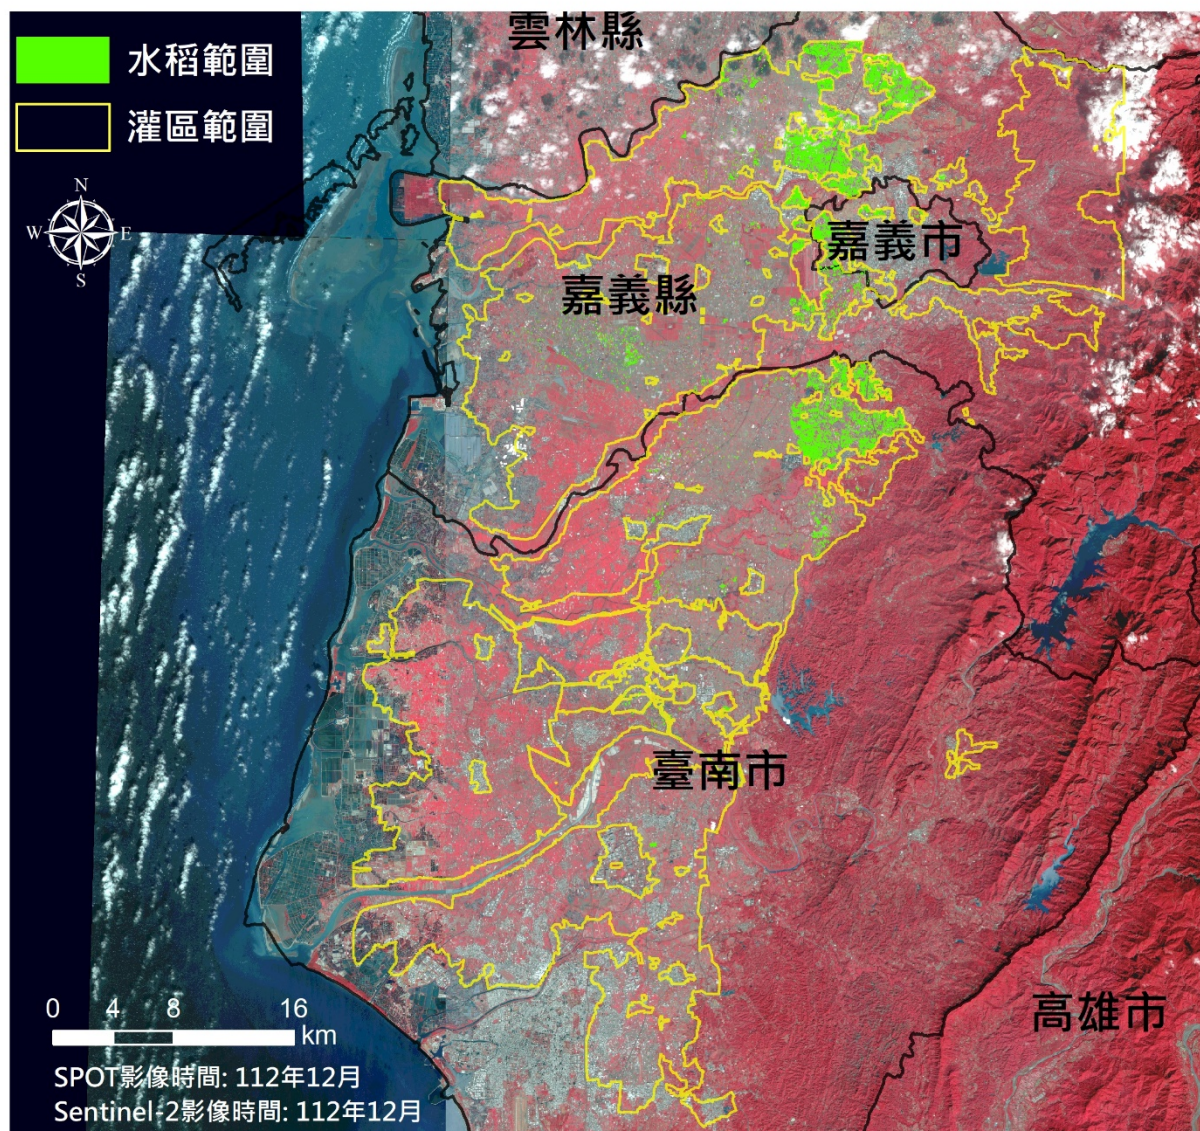 雲林縣
水稻範圍
灌區範圍
N
W E
S
嘉義市
嘉義縣
臺南市
高雄市
0 4 8 16
km
SPOT影像時間: 112年12月
Sentinel-2影像時間: 112年12月